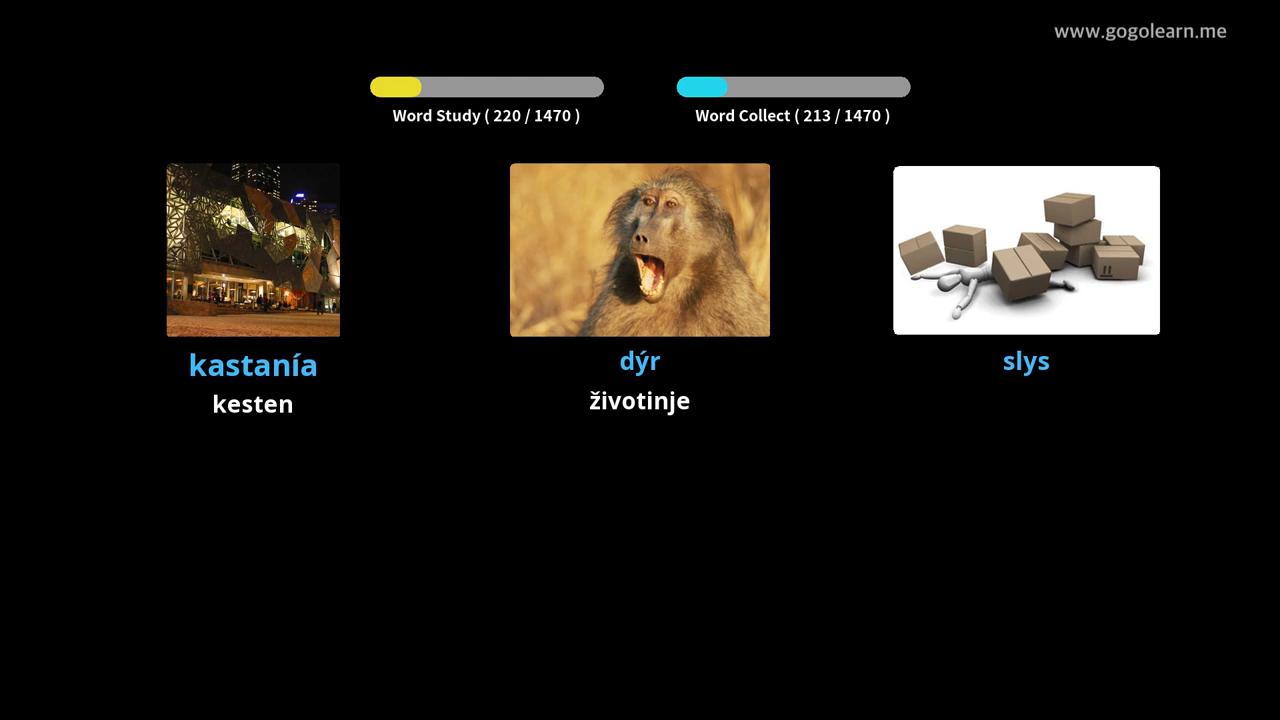 www.gogolearn.me
Word Study ( 220 / 1470 )
Word Collect ( 213 / 1470 )
kastanía
kesten
dýr
životinje
slys